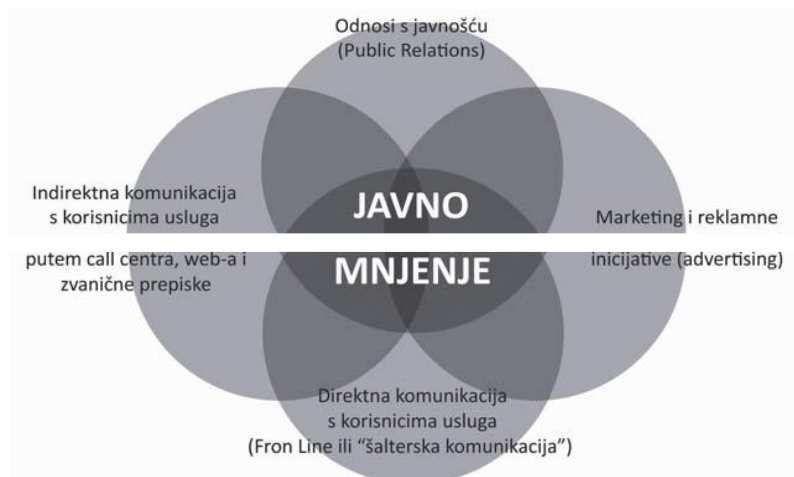 Odnosi s javnošću
(Public Relations)
Indirektna komunikacija
s korisnicima usluga
putem call centra, web-a i
zvanične prepiske
JAVNO
MNJENJE
Marketing i reklamne
inicijative (advertising)
Direktna komunikacija
s korisnicima usluga
(Fron Line ili “šalterska komunikacija”)